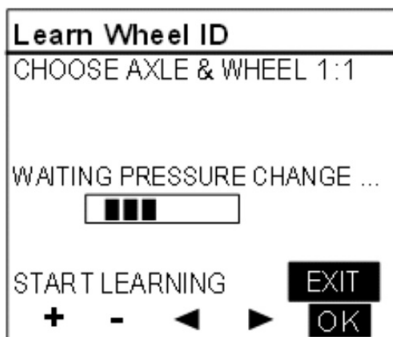 Learn Wheel ID
CHOOSE AXLE & WHEEL 1:1
WAITING PRESSURE CHANGE ...
START LEARNING EXIT
+ - ◄ ► OK